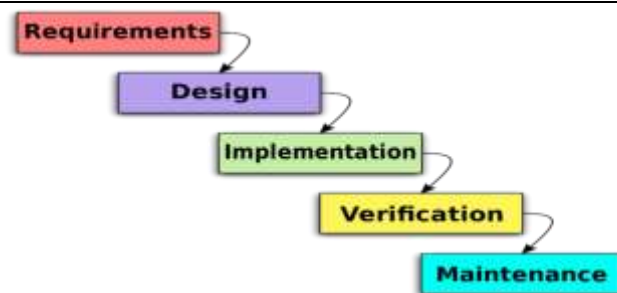 Requirements
Design
Implementation
Verification
Maintenance